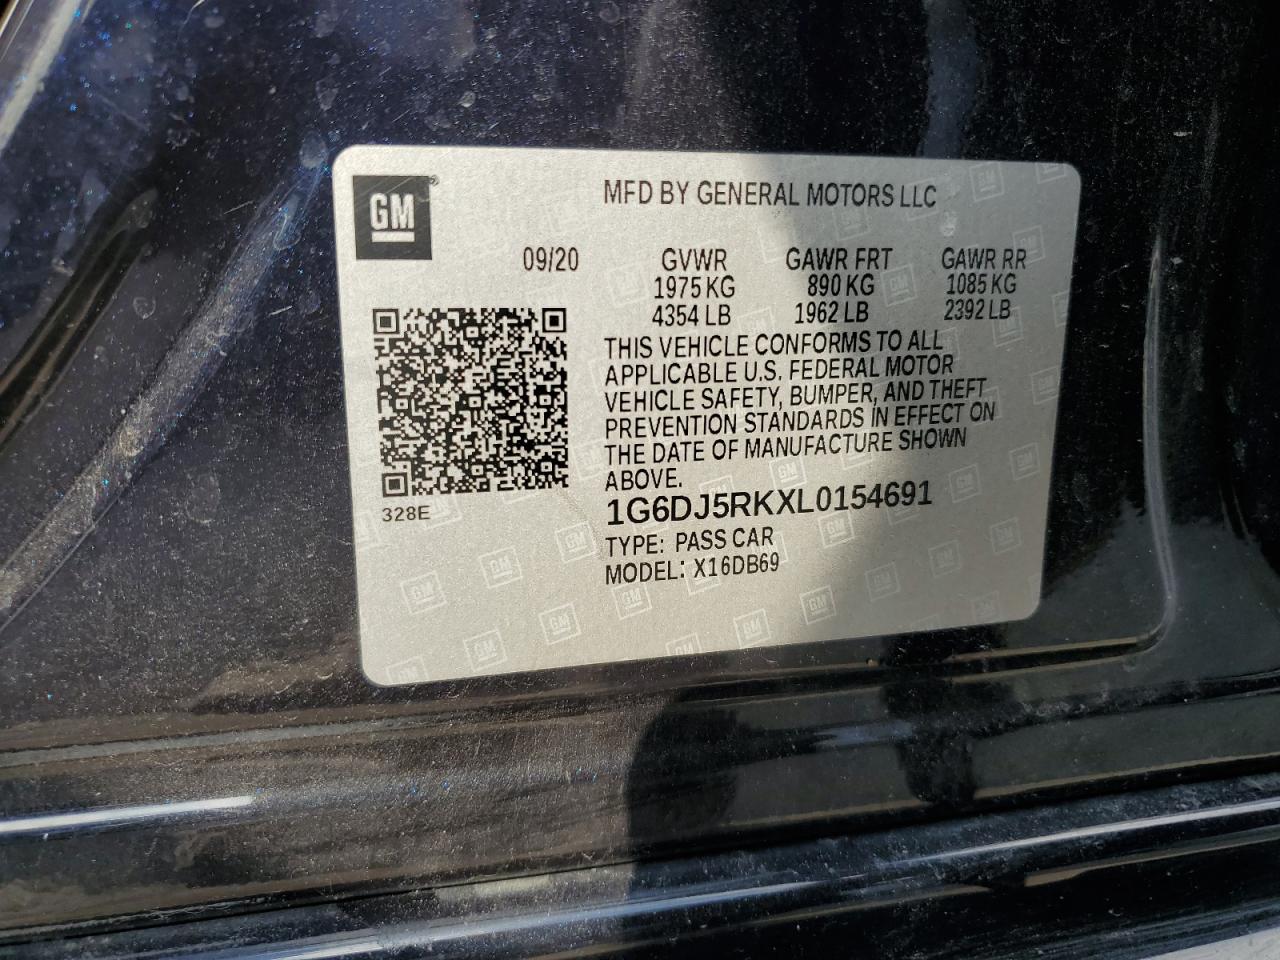 GM
MFD BY GENERAL MOTORS LLC
09/20 GVWR GAWR FRT GAWR RR
1975 KG 890 KG 1085 KG
4354 LB 1962 LB 2392 LB
THIS VEHICLE CONFORMS TO ALL
APPLICABLE U.S. FEDERAL MOTOR
VEHICLE SAFETY, BUMPER, AND THEFT
PREVENTION STANDARDS IN EFFECT ON
THE DATE OF MANUFACTURE SHOWN
ABOVE.
328E
1G6DJ5RKXL0154691
TYPE: PASS CAR
MODEL: X16DB69